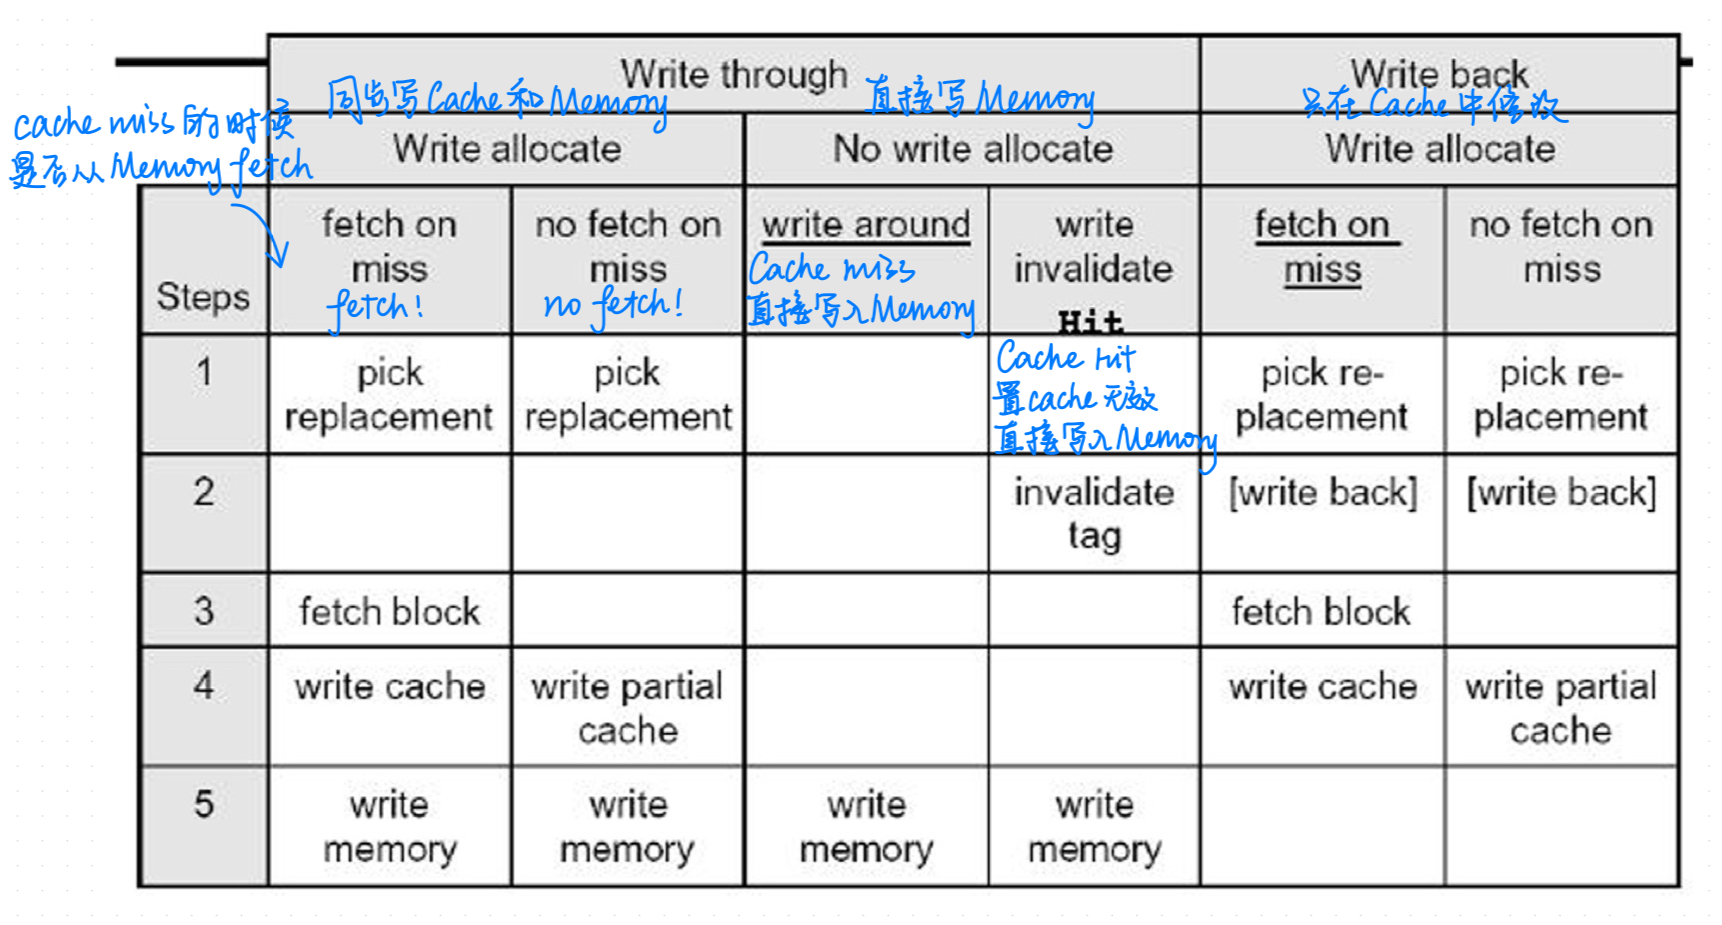 Write through
Write back
同步写 Cache 和 Memory
直接写 Memory
只在 Cache 中修改
cache miss 的时候
是否从 Memory fetch
Write allocate
No write allocate
Write allocate
Steps
fetch on
miss
fetch!
no fetch on
miss
no fetch!
write around
Cache miss
直接写入 Memory
write
invalidate
Hit
fetch on
miss
no fetch on
miss
1
pick
replacement
pick
replacement
Cache Hit
置 cache 无效
直接写入 Memory
pick re-
placement
pick re-
placement
2
invalidate
tag
[write back]
[write back]
3
fetch block
fetch block
4
write cache
write partial
cache
write cache
write partial
cache
5
write
memory
write
memory
write
memory
write
memory